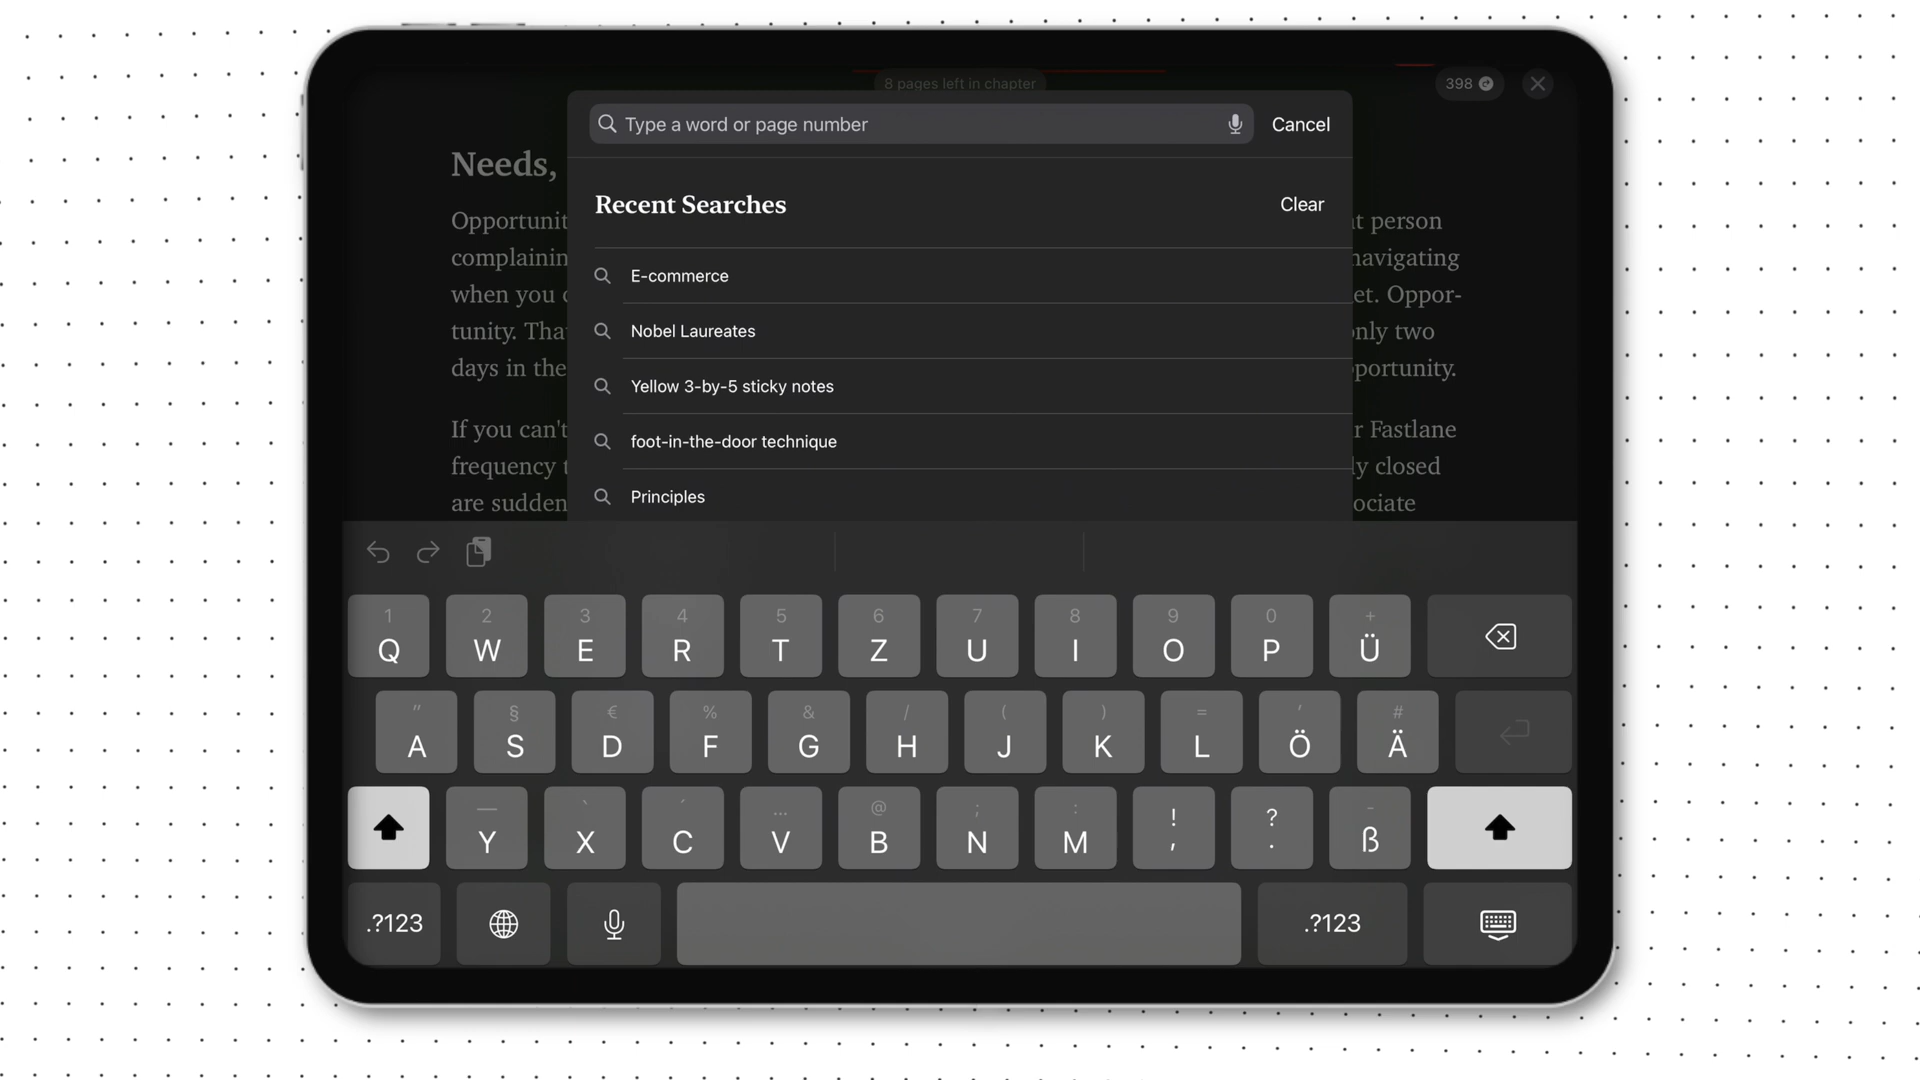 8 pages left in chapter
398
Type a word or page number
Cancel
Needs,
Recent Searches
Clear
Opportunit
t person
complainin
navigating
E-commerce
when you
et. Oppor-
Nobel Laureates
tunity. Tha
only two
days in the
portunity.
Yellow 3-by-5 sticky notes
If you can't
r Fastlane
foot-in-the-door technique
frequency
ly closed
Principles
are sudden
ociate
1 2 3 4 5 6 7 8 9 0 +
Q W E R T Z U I O P Ü
" § € % & / ( ) = ' #
A S D F G H J K L Ö Ä
— ` ´ ... @ ; : ! ? -
Y X C V B N M , . ß
.?123
.?123